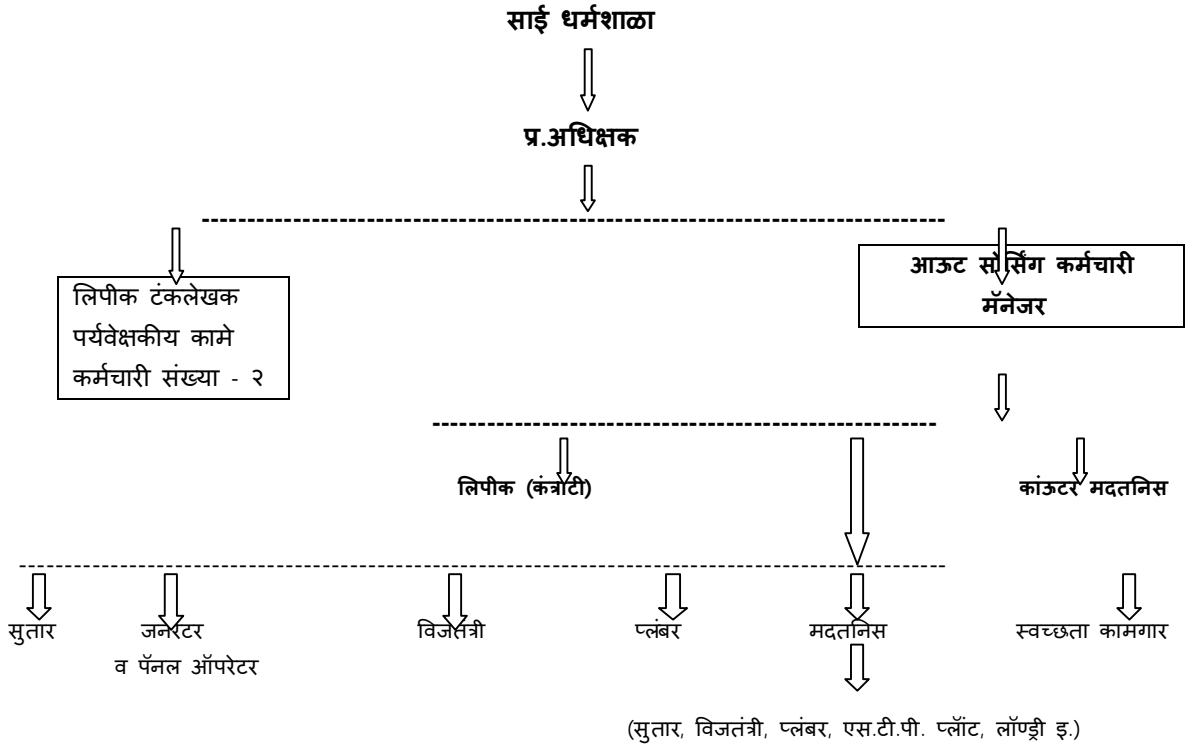 साई धर्मशाळा
प्र.अधिक्षक
आऊट सोर्सिंग कर्मचारी
मॅनेजर
लिपीक टंकलेखक
पर्यवेक्षकीय कामे
कर्मचारी संख्या - २
लिपीक (कंत्राटी)
कांऊटर मदतनिस
सुतार
जनरेटर
व पॅनल ऑपरेटर
विजतंत्री
प्लंबर
मदतनिस
स्वच्छता कामगार
(सुतार, विजतंत्री, प्लंबर, एस.टी.पी. प्लॉंट, लॉण्ड्री इ.)